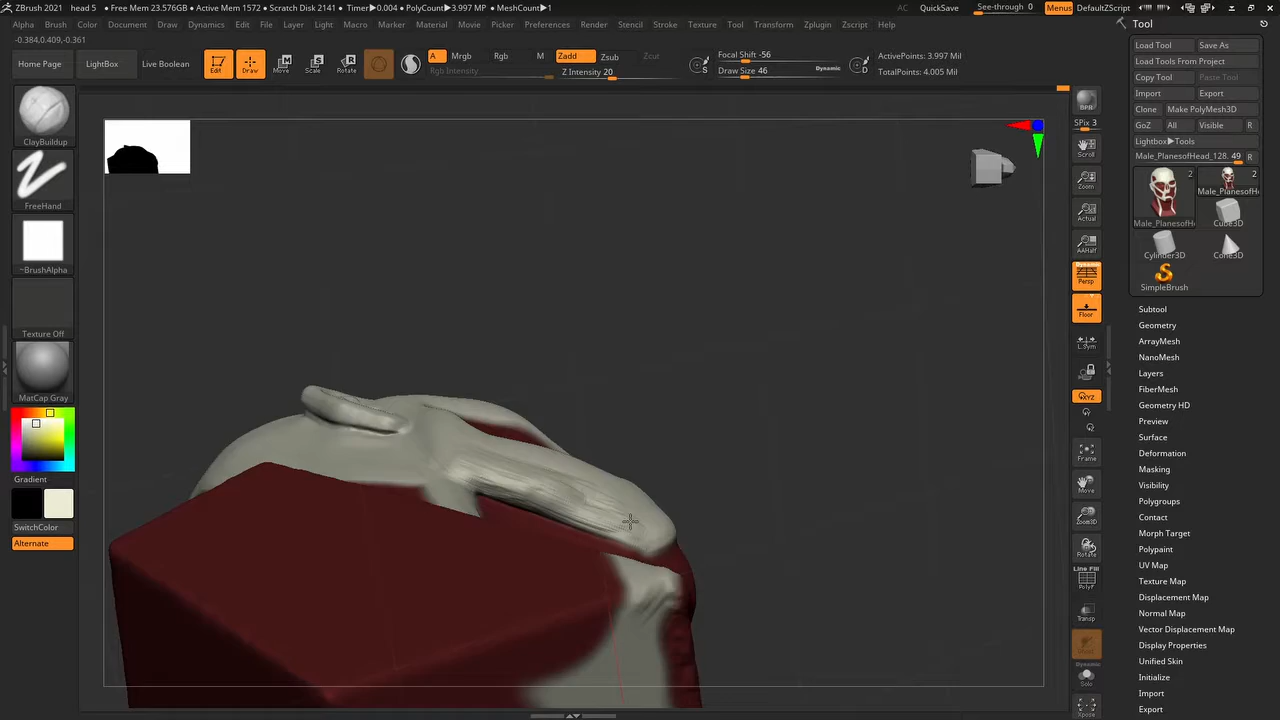 ZBrush 2021 head 5 • Free Mem 23.576GB • Active Mem 1572 • Scratch Disk 2141 • Timer▶0.004 • PolyCount▶3.997 MP • MeshCount▶1 AC QuickSave See-through 0 Menus DefaultZScript
Alpha Brush Color Document Draw Dynamics Edit File Layer Light Macro Marker Material Movie Picker Preferences Render Stencil Stroke Texture Tool Transform Zplugin Zscript Help
-0.384,0.409,-0.361
Home Page LightBox Live Boolean Edit Draw Move Scale Rotate
A Mrgb Rgb M Zadd Zsub Zcut
Rgb Intensity Z Intensity 20
Focal Shift -56
Draw Size 46 Dynamic
S D
ActivePoints: 3.997 Mil
TotalPoints: 4.005 Mil
ClayBuildup
FreeHand
~BrushAlpha
Texture Off
MatCap Gray
Gradient
SwitchColor
Alternate
BPR
SPix 3
Scroll
Zoom
Actual
AAHalf
Dynamic
Persp
Floor
L.Sym
XYZ
Frame
Move
Zoom3D
Rotate
Line Fill
PolyF
Transp
Dynamic
Solo
Xpose
Tool
Load Tool Save As
Load Tools From Project
Copy Tool Paste Tool
Import Export
Clone Make PolyMesh3D
GoZ All Visible R
Lightbox▶Tools
Male_PlanesofHead_128. 49 R
2 2
Male_PlanesofHe
Male_PlanesofHe
Cube3D
Cylinder3D Cone3D
SimpleBrush
Subtool
Geometry
ArrayMesh
NanoMesh
Layers
FiberMesh
Geometry HD
Preview
Surface
Deformation
Masking
Visibility
Polygroups
Contact
Morph Target
Polypaint
UV Map
Texture Map
Displacement Map
Normal Map
Vector Displacement Map
Display Properties
Unified Skin
Initialize
Import
Export